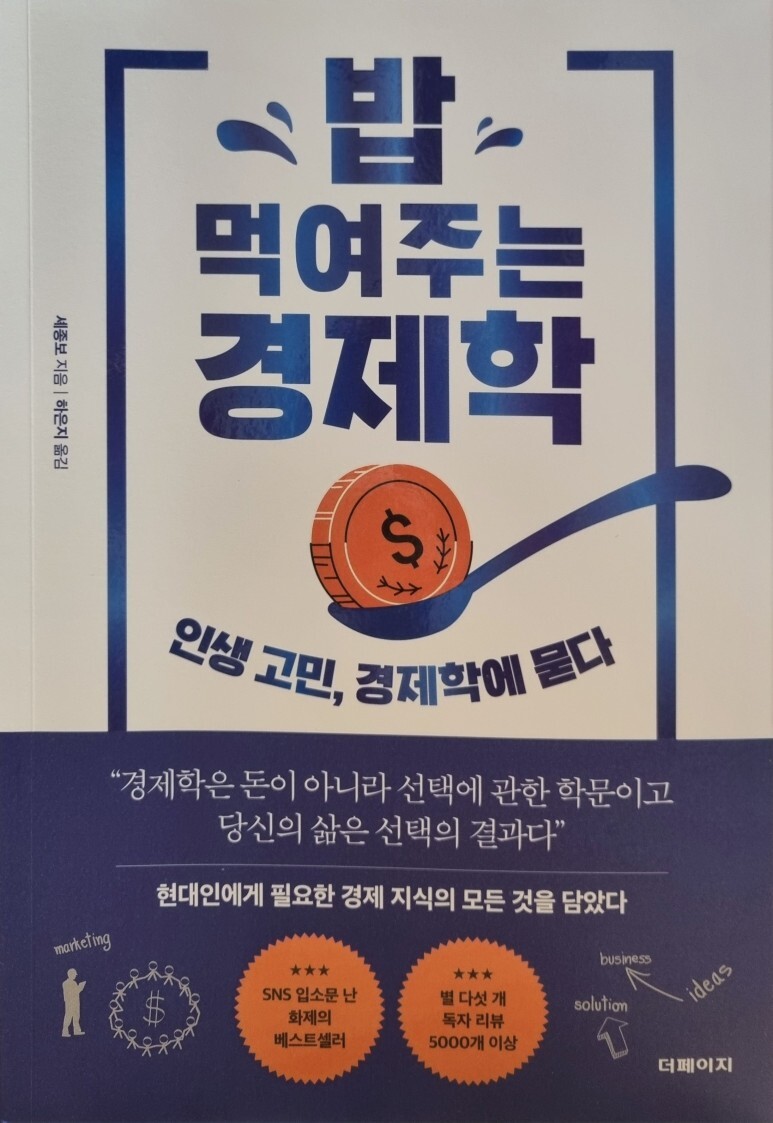 밥
먹여주는
경제학
세종보 지음 | 하은지 옮김
$
인생 고민, 경제학에 묻다
“경제학은 돈이 아니라 선택에 관한 학문이고
당신의 삶은 선택의 결과다”
현대인에게 필요한 경제 지식의 모든 것을 담았다
marketing
$
★★★
SNS 입소문 난
화제의
베스트셀러
★★★
별 다섯 개
독자 리뷰
5000개 이상
business
ideas
solution
더페이지